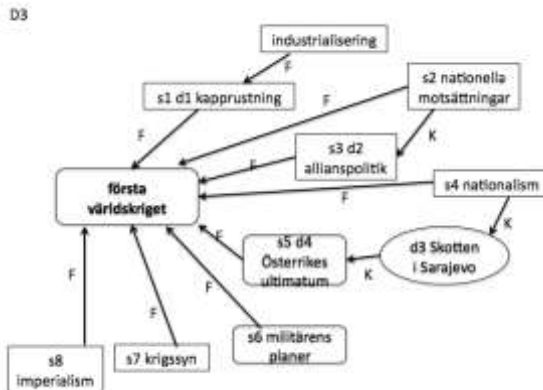 D3
industrialisering
F
s1 d1 kapprustning
s2 nationella
motsättningar
F
F
K
s3 d2
allianspolitik
F
första
världskriget
s4 nationalism
F
K
s5 d4
Österrikes
ultimatum
F
d3 Skotten
i Sarajevo
K
F
F
F
s6 militärens
planer
s7 krigssyn
s8
imperialism